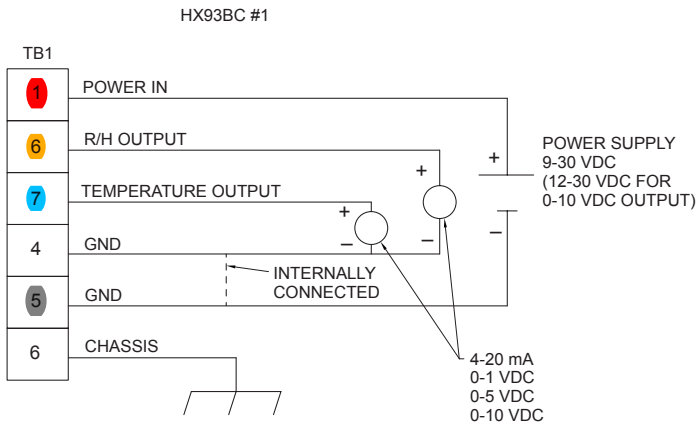 HX93BC #1
TB1
1 POWER IN
6 R/H OUTPUT
7 TEMPERATURE OUTPUT
4 GND
5 GND
6 CHASSIS
INTERNALLY
CONNECTED
+
−
+
−
+
−
POWER SUPPLY
9-30 VDC
(12-30 VDC FOR
0-10 VDC OUTPUT)
4-20 mA
0-1 VDC
0-5 VDC
0-10 VDC